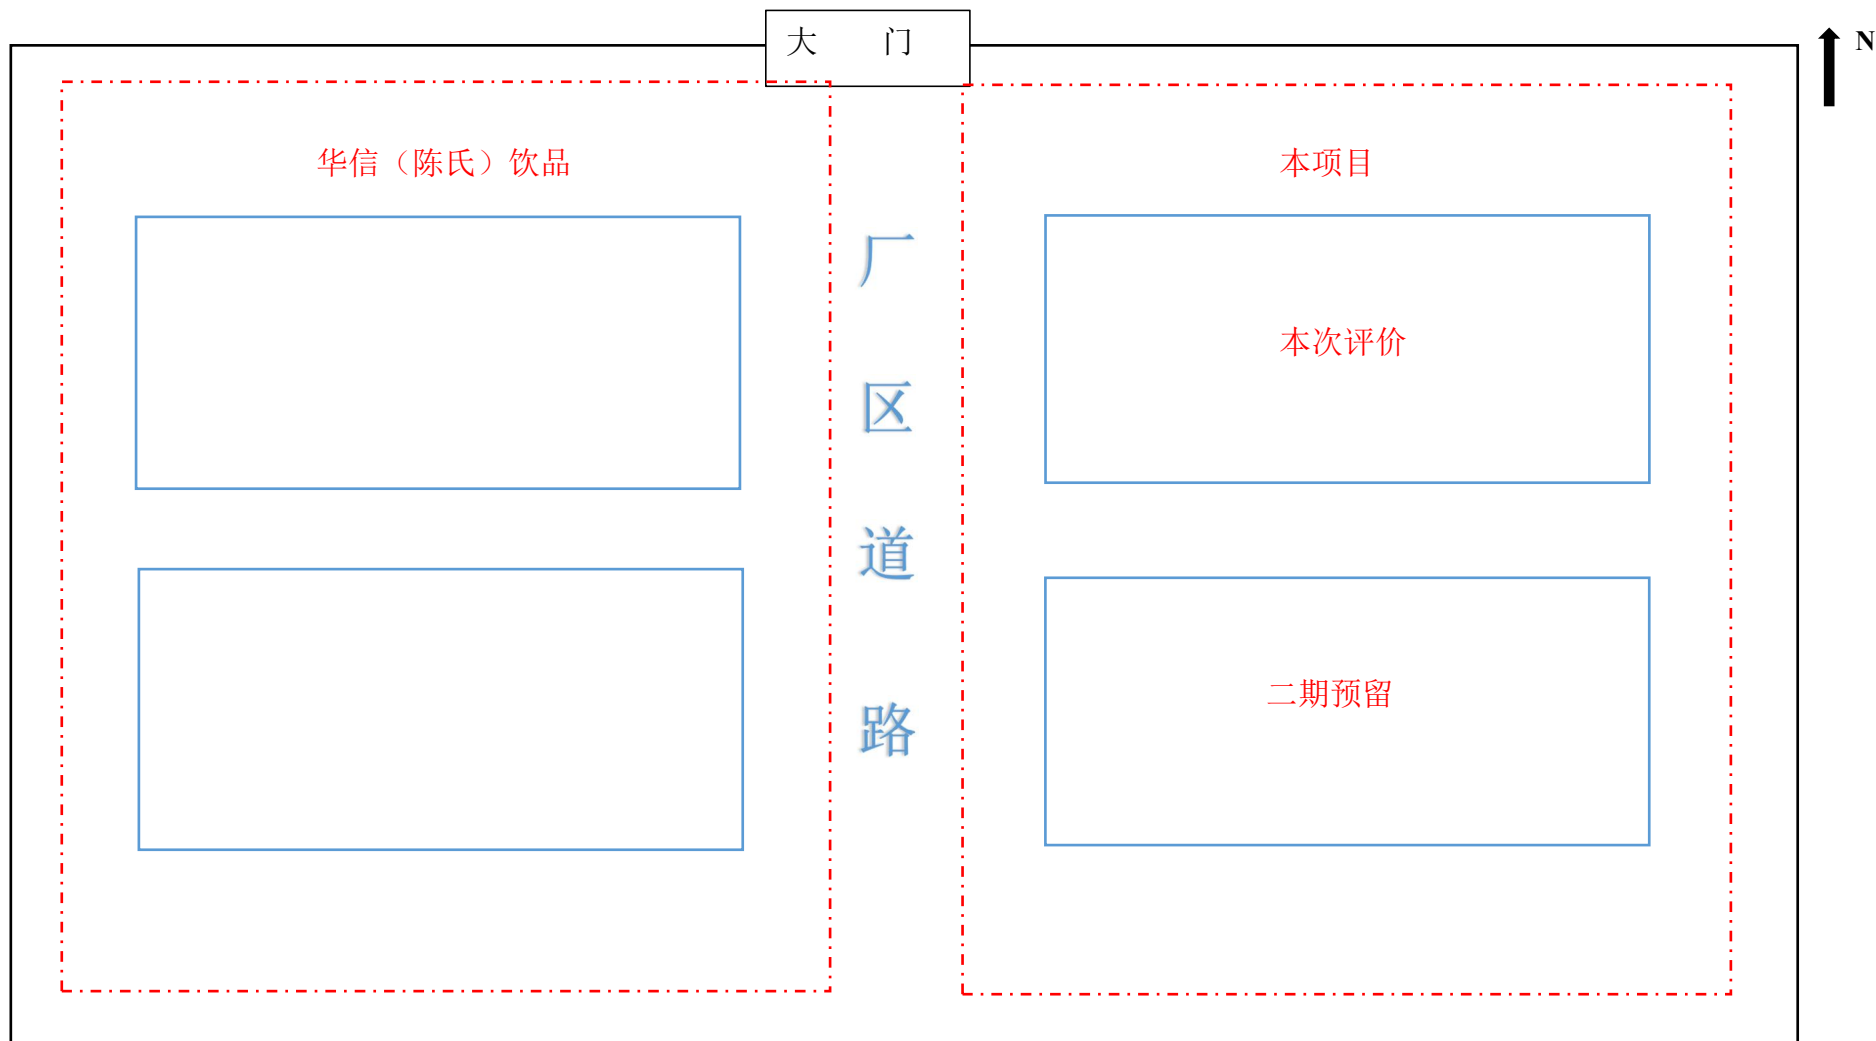 大 门
N
华信（陈氏）饮品
本项目
厂
区
道
路
本次评价
二期预留